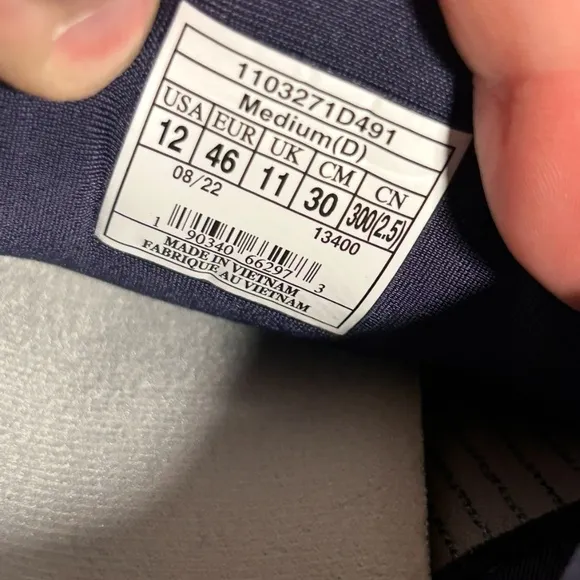 1103271D491
Medium(D)
USA EUR UK CM CN
12 46 11 30 300(2.5)
08/22 13400
1 90340 66297 3
MADE IN VIETNAM
FABRIQUE AU VIETNAM